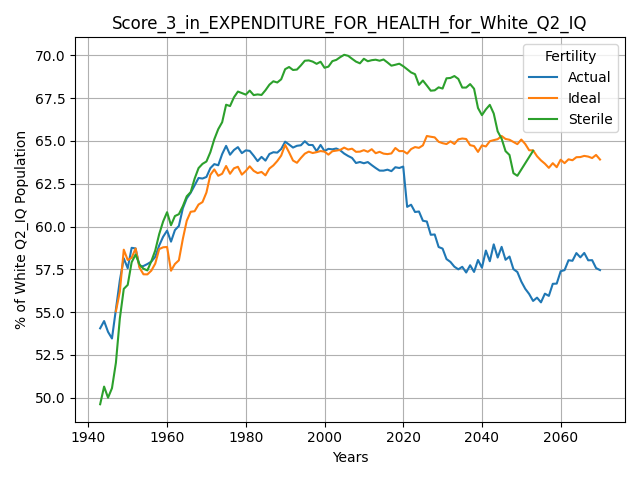 Score_3_in_EXPENDITURE_FOR_HEALTH_for_White_Q2_IQ
% of White Q2_IQ Population
70.0
67.5
65.0
62.5
60.0
57.5
55.0
52.5
50.0
Fertility
Actual
Ideal
Sterile
1940 1960 1980 2000 2020 2040 2060
Years